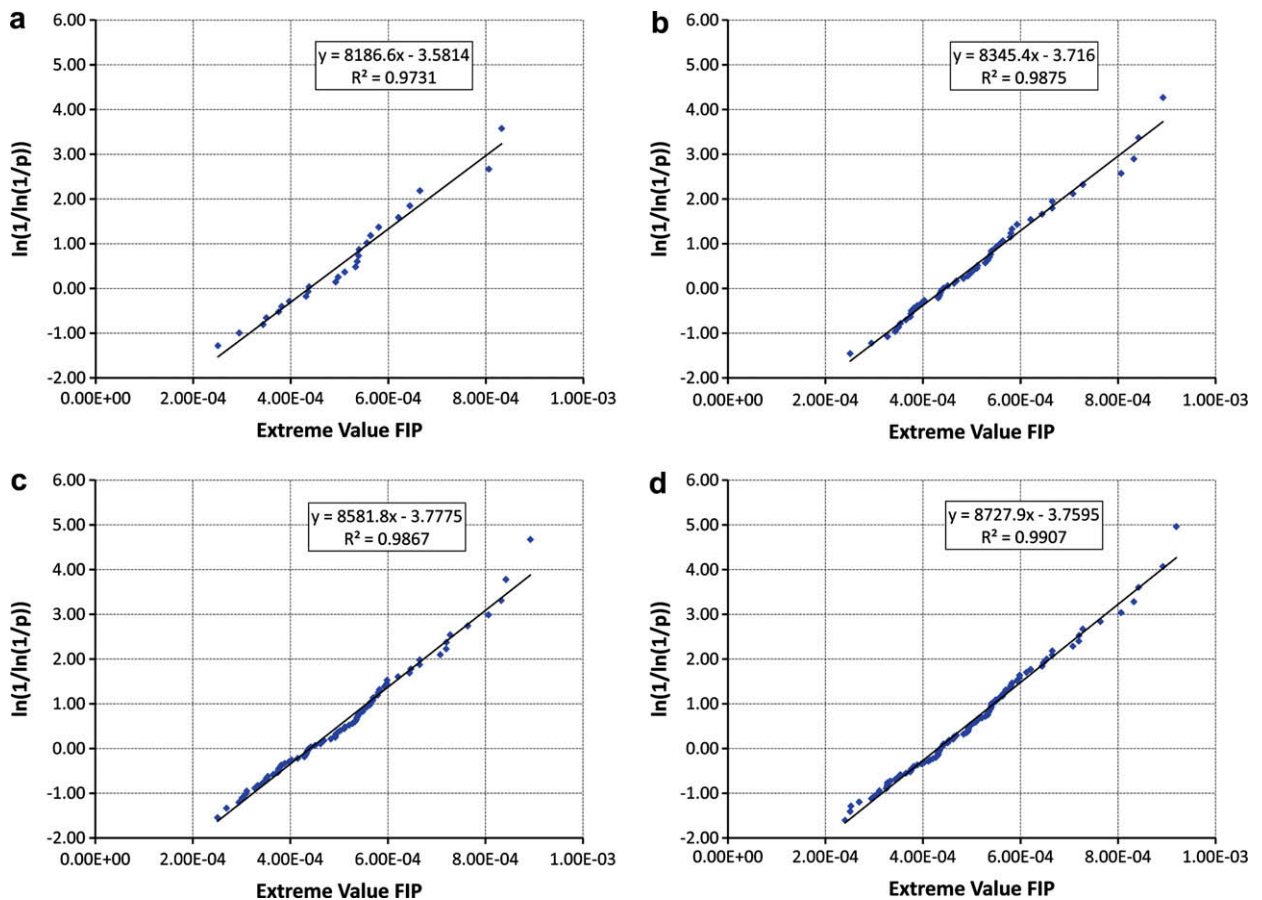 a
6.00
5.00
4.00
3.00
2.00
1.00
0.00
-1.00
-2.00
ln(1/ln(1/p))
y = 8186.6x - 3.5814
R² = 0.9731
0.00E+00 2.00E-04 4.00E-04 6.00E-04 8.00E-04 1.00E-03
Extreme Value FIP
b
6.00
5.00
4.00
3.00
2.00
1.00
0.00
-1.00
-2.00
ln(1/ln(1/p))
y = 8345.4x - 3.716
R² = 0.9875
0.00E+00 2.00E-04 4.00E-04 6.00E-04 8.00E-04 1.00E-03
Extreme Value FIP
c
6.00
5.00
4.00
3.00
2.00
1.00
0.00
-1.00
-2.00
ln(1/ln(1/p))
y = 8581.8x - 3.7775
R² = 0.9867
0.00E+00 2.00E-04 4.00E-04 6.00E-04 8.00E-04 1.00E-03
Extreme Value FIP
d
6.00
5.00
4.00
3.00
2.00
1.00
0.00
-1.00
-2.00
ln(1/ln(1/p))
y = 8727.9x - 3.7595
R² = 0.9907
0.00E+00 2.00E-04 4.00E-04 6.00E-04 8.00E-04 1.00E-03
Extreme Value FIP